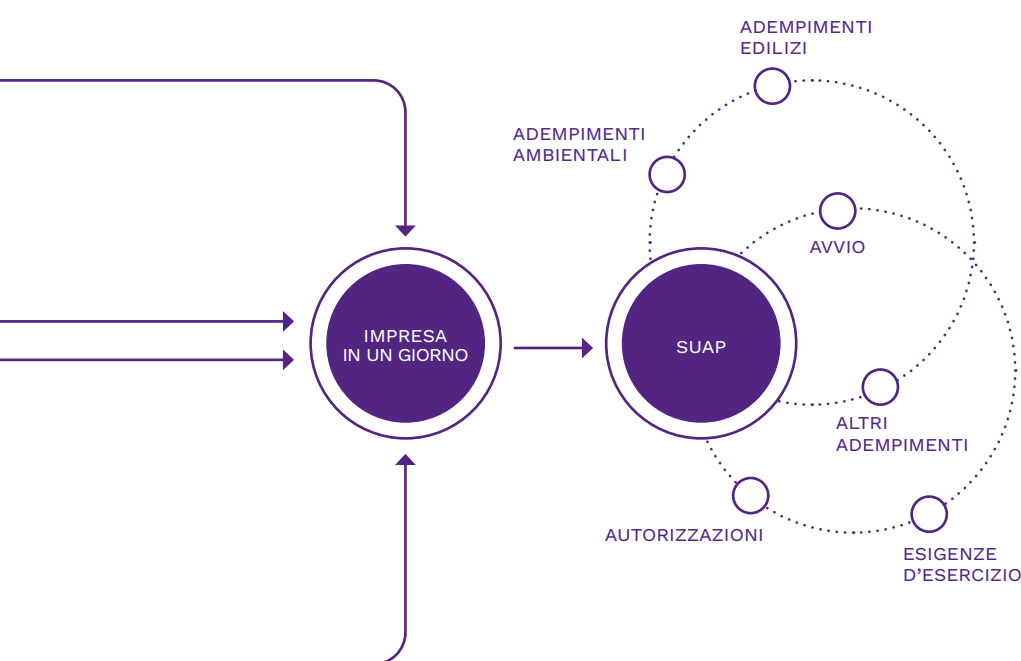 ADEMPIMENTI
EDILIZI
ADEMPIMENTI
AMBIENTALI
AVVIO
IMPRESA
IN UN GIORNO
SUAP
ALTRI
ADEMPIMENTI
AUTORIZZAZIONI
ESIGENZE
D’ESERCIZIO